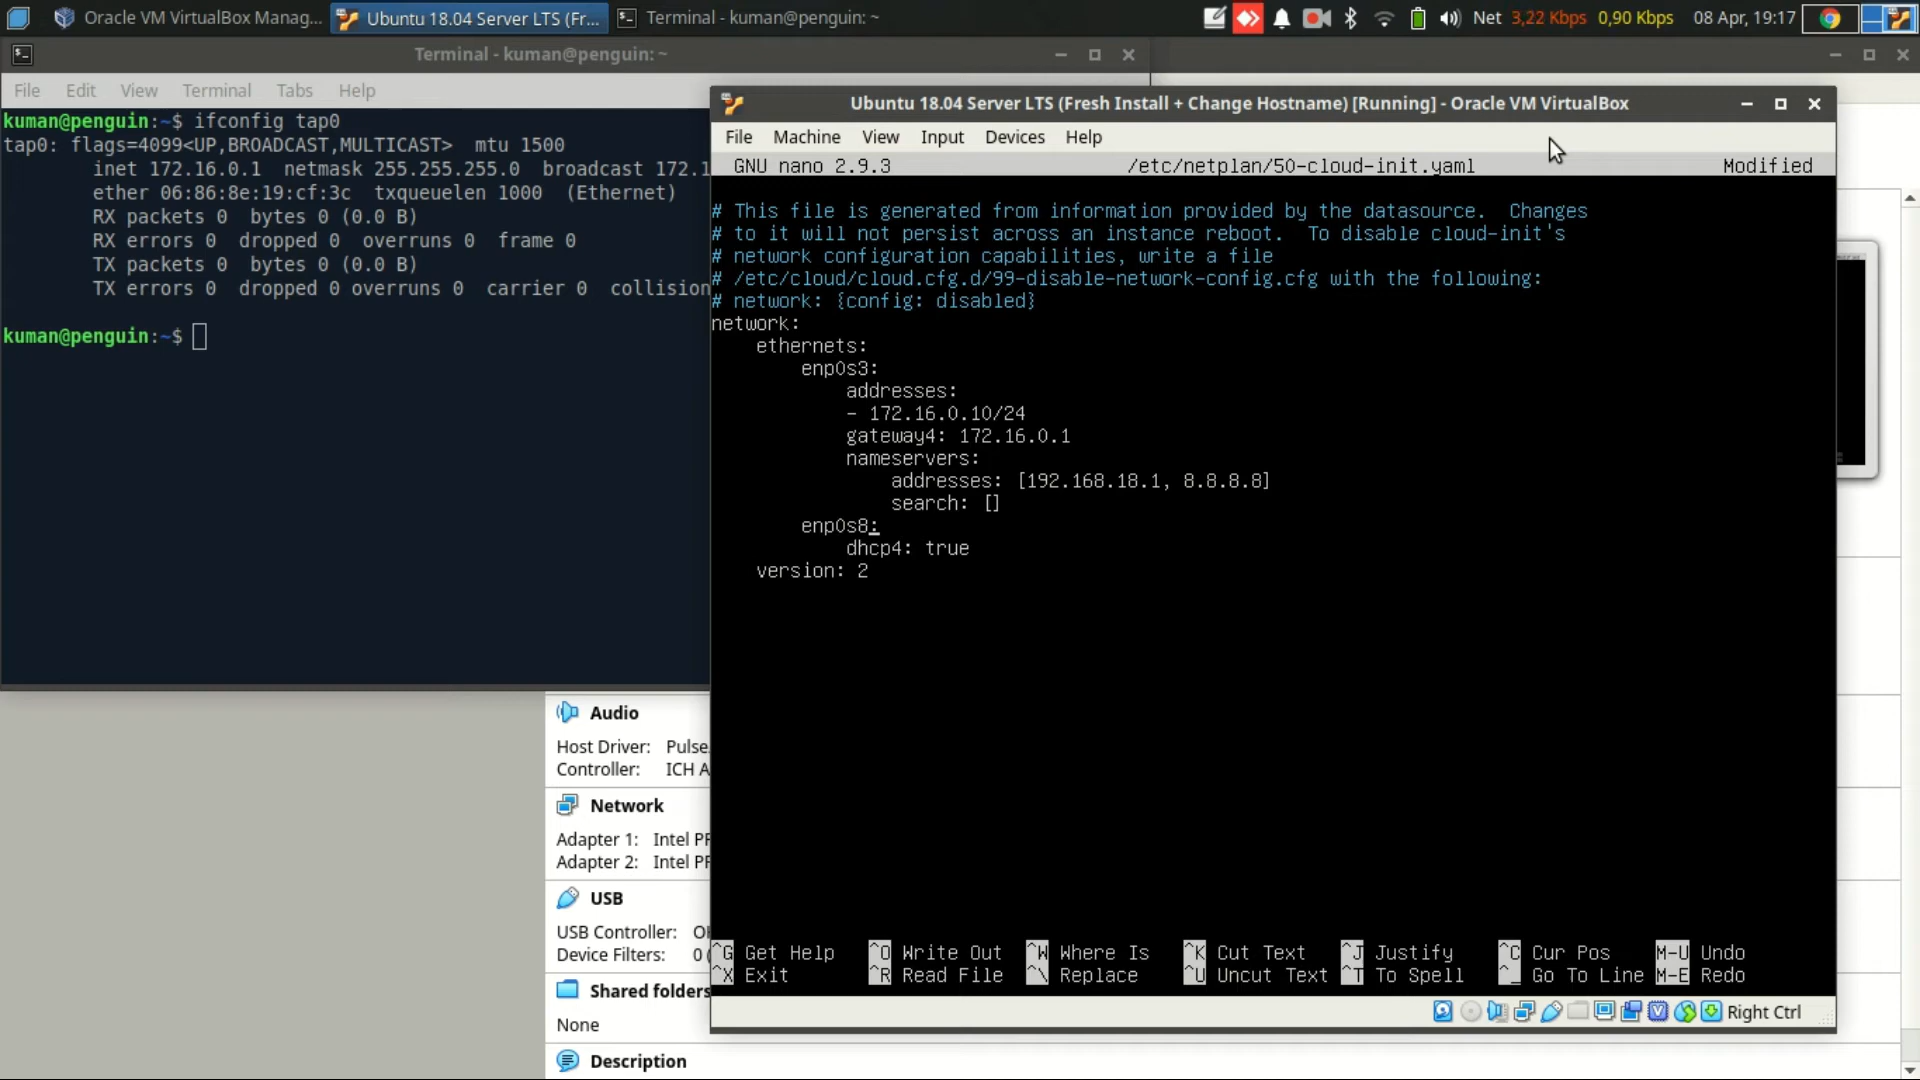 Oracle VM VirtualBox Manag...
Ubuntu 18.04 Server LTS (Fr...
Terminal - kuman@penguin: ~
Net 3,22 Kbps 0,90 Kbps
08 Apr, 19:17
Terminal - kuman@penguin: ~
File Edit View Terminal Tabs Help
kuman@penguin:~$ ifconfig tap0
tap0: flags=4099<UP,BROADCAST,MULTICAST>  mtu 1500
inet 172.16.0.1  netmask 255.255.255.0  broadcast 172.1
ether 06:86:8e:19:cf:3c  txqueuelen 1000  (Ethernet)
RX packets 0  bytes 0 (0.0 B)
RX errors 0  dropped 0  overruns 0  frame 0
TX packets 0  bytes 0 (0.0 B)
TX errors 0  dropped 0 overruns 0  carrier 0  collision
kuman@penguin:~$
Ubuntu 18.04 Server LTS (Fresh Install + Change Hostname) [Running] - Oracle VM VirtualBox
File Machine View Input Devices Help
GNU nano 2.9.3 /etc/netplan/50-cloud-init.yaml Modified
# This file is generated from information provided by the datasource.  Changes
# to it will not persist across an instance reboot.  To disable cloud-init's
# network configuration capabilities, write a file
# /etc/cloud/cloud.cfg.d/99-disable-network-config.cfg with the following:
# network: {config: disabled}
network:
ethernets:
enp0s3:
addresses:
- 172.16.0.10/24
gateway4: 172.16.0.1
nameservers:
addresses: [192.168.18.1, 8.8.8.8]
search: []
enp0s8:
dhcp4: true
version: 2
^G Get Help ^O Write Out ^W Where Is ^K Cut Text ^J Justify ^C Cur Pos M-U Undo
^X Exit ^R Read File ^\ Replace ^U Uncut Text ^T To Spell ^_ Go To Line M-E Redo
Right Ctrl
Audio
Host Driver: Pulse
Controller: ICH A
Network
Adapter 1: Intel PR
Adapter 2: Intel PR
USB
USB Controller: OH
Device Filters: 0 (
Shared folders
None
Description